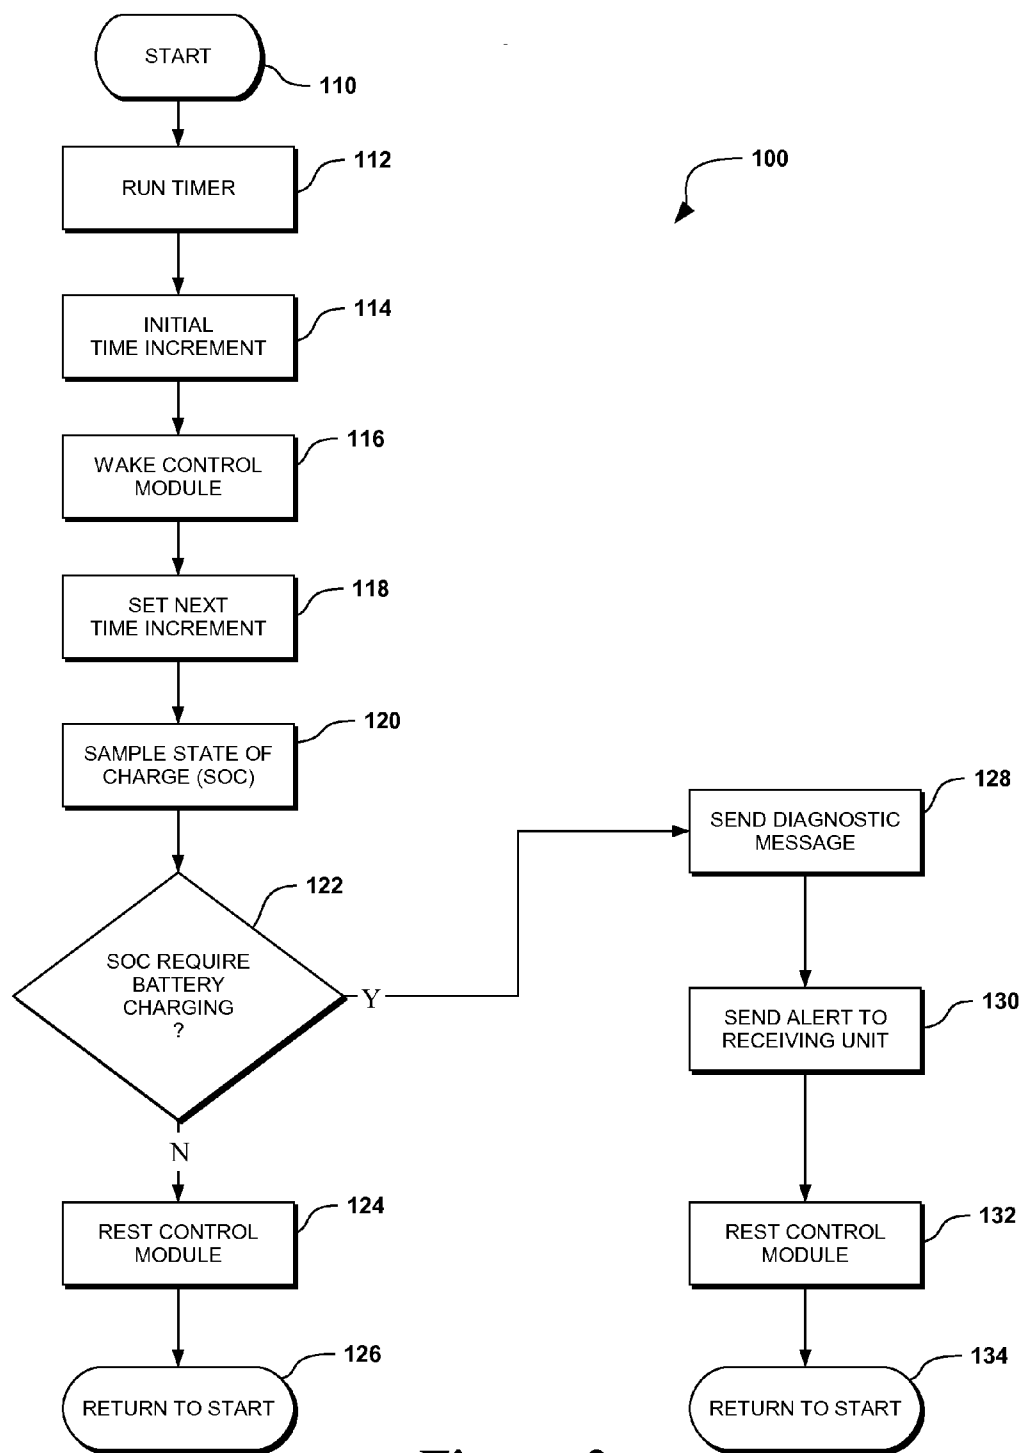 START
110
RUN TIMER
112
100
INITIAL
TIME INCREMENT
114
WAKE CONTROL
MODULE
116
SET NEXT
TIME INCREMENT
118
SAMPLE STATE OF
CHARGE (SOC)
120
SOC REQUIRE
BATTERY
CHARGING
?
122
Y
N
REST CONTROL
MODULE
124
RETURN TO START
126
SEND DIAGNOSTIC
MESSAGE
128
SEND ALERT TO
RECEIVING UNIT
130
REST CONTROL
MODULE
132
RETURN TO START
134